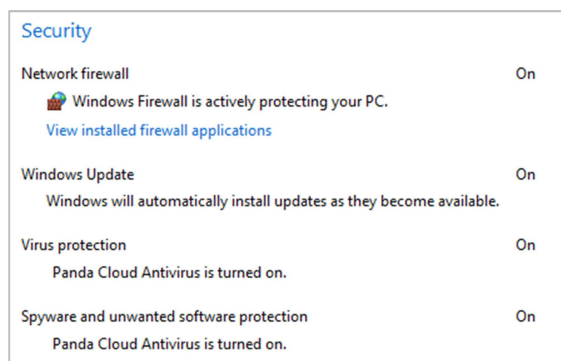 Security
Network firewall On
Windows Firewall is actively protecting your PC.
View installed firewall applications
Windows Update On
Windows will automatically install updates as they become available.
Virus protection On
Panda Cloud Antivirus is turned on.
Spyware and unwanted software protection On
Panda Cloud Antivirus is turned on.